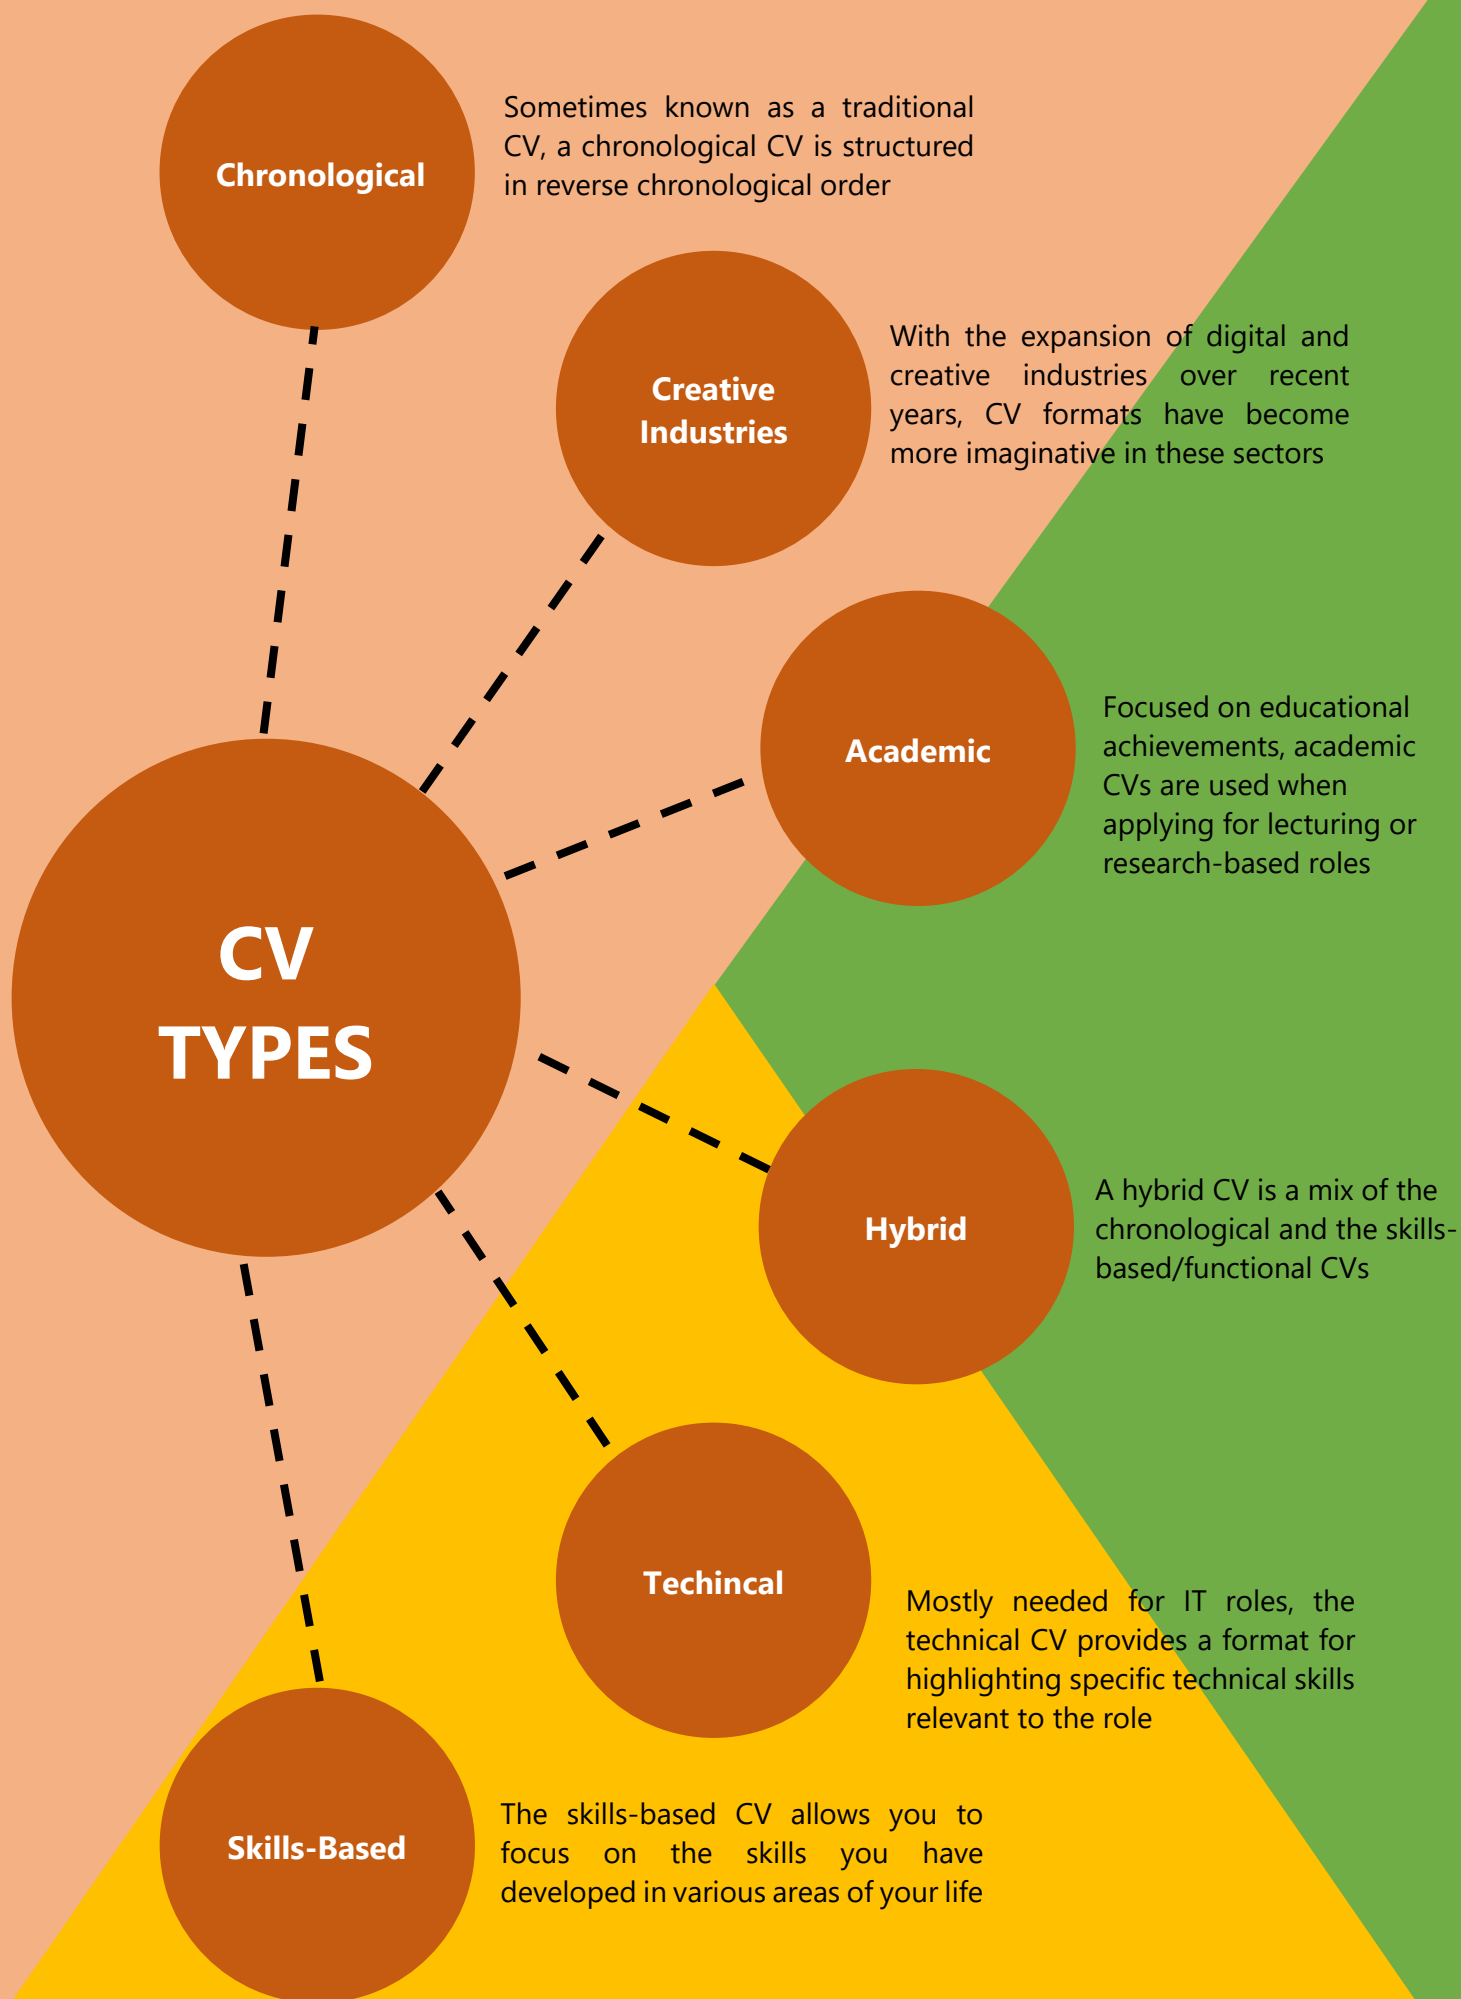 Chronological
Sometimes known as a traditional
CV, a chronological CV is structured
in reverse chronological order
Creative
Industries
With the expansion of digital and
creative industries over recent
years, CV formats have become
more imaginative in these sectors
Academic
Focused on educational
achievements, academic
CVs are used when
applying for lecturing or
research-based roles
CV
TYPES
Hybrid
A hybrid CV is a mix of the
chronological and the skills-
based/functional CVs
Techincal
Mostly needed for IT roles, the
technical CV provides a format for
highlighting specific technical skills
relevant to the role
Skills-Based
The skills-based CV allows you to
focus on the skills you have
developed in various areas of your life